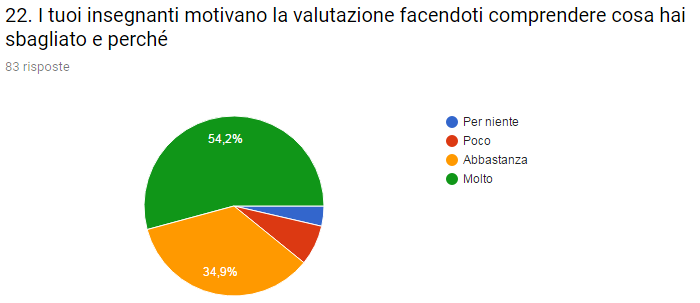 22. I tuoi insegnanti motivano la valutazione facendoti comprendere cosa hai
sbagliato e perché
83 risposte
54,2%
34,9%
Per niente
Poco
Abbastanza
Molto